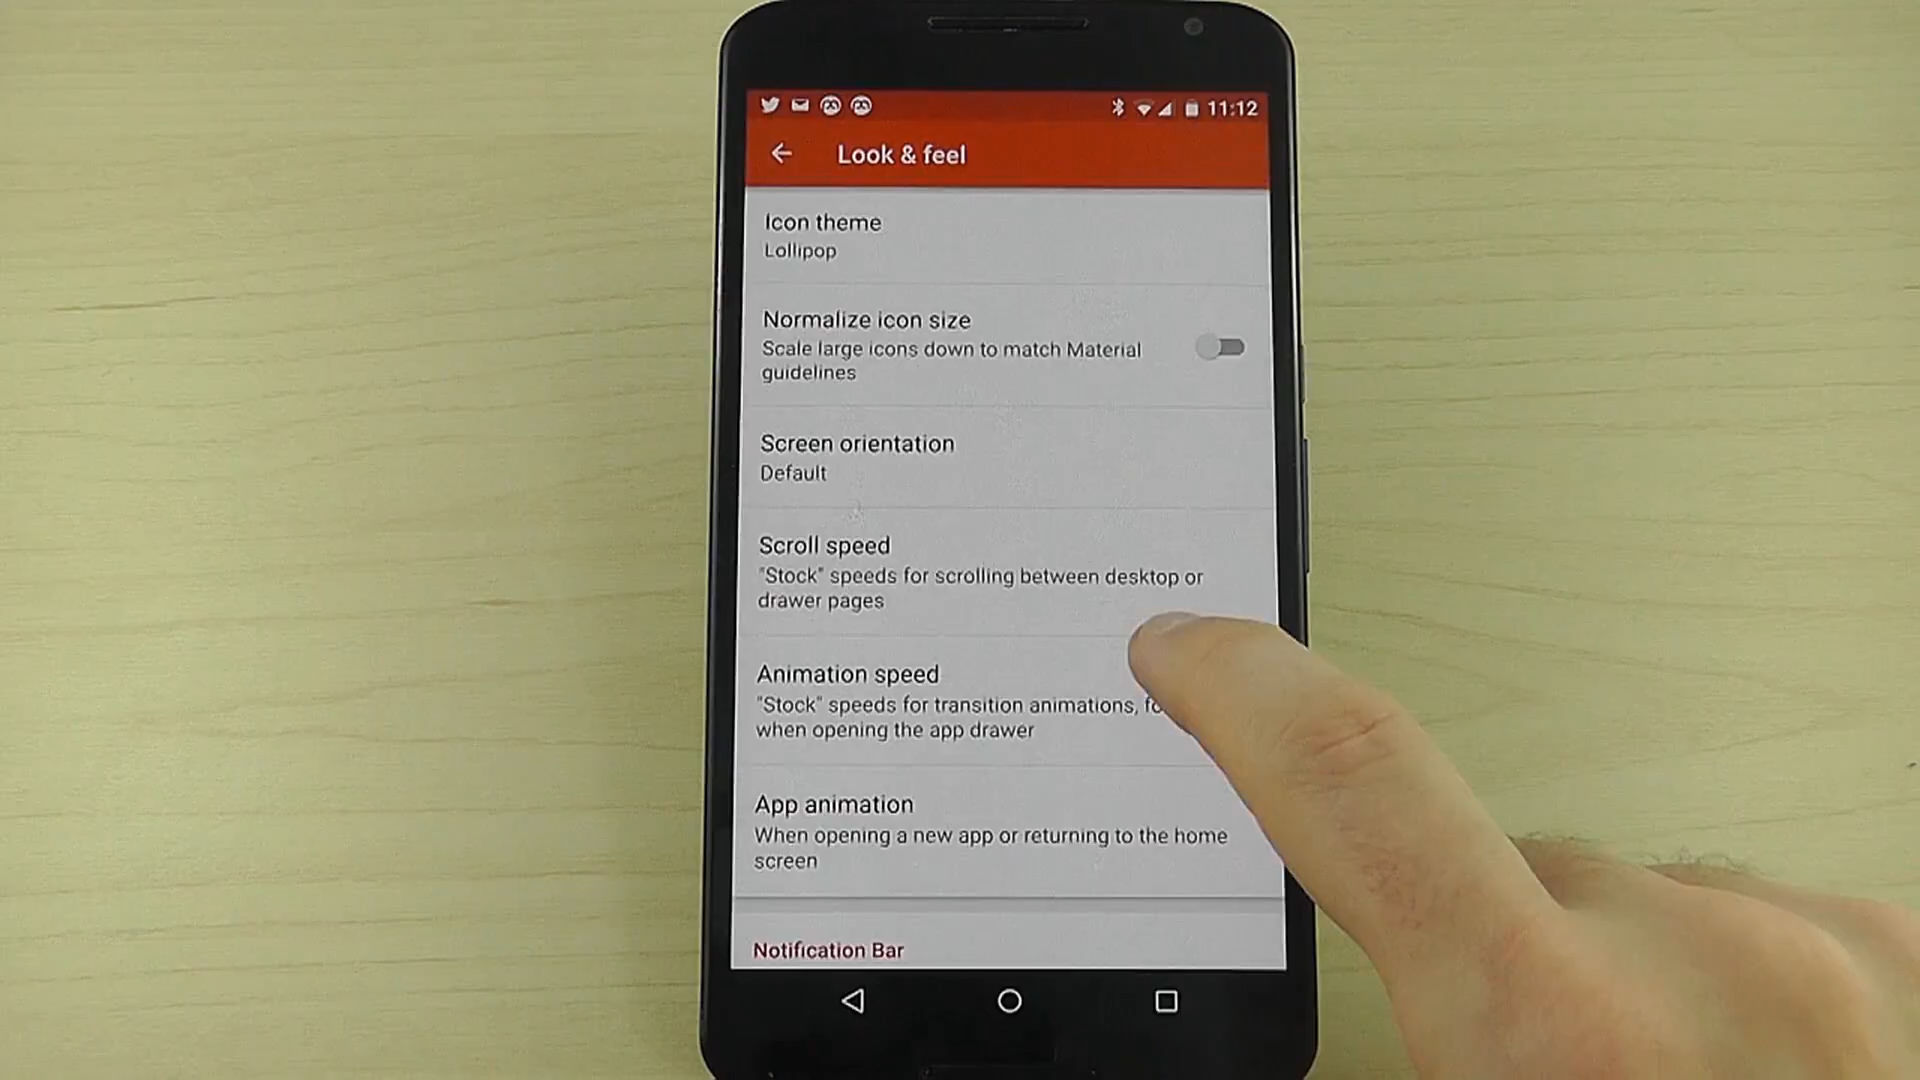 11:12
Look & feel
Icon theme
Lollipop
Normalize icon size
Scale large icons down to match Material
guidelines
Screen orientation
Default
Scroll speed
"Stock" speeds for scrolling between desktop or
drawer pages
Animation speed
"Stock" speeds for transition animations,
when opening the app drawer
App animation
When opening a new app or returning to the home
screen
Notification Bar